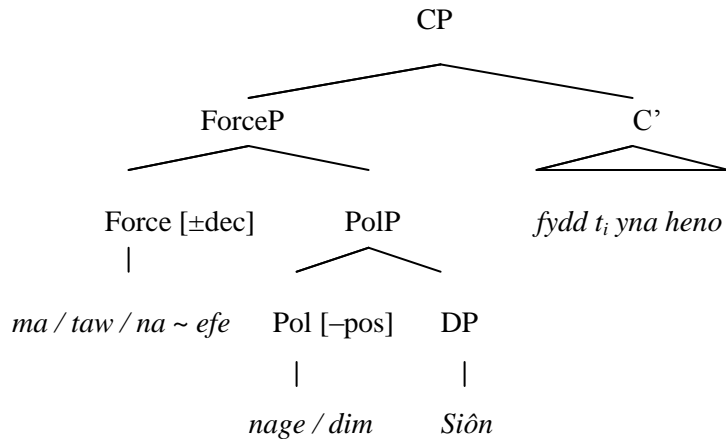 CP
ForceP C’
Force [±dec] PolP fydd ti yna heno
ma / taw / na ~ efe Pol [–pos] DP
nage / dim Siôn